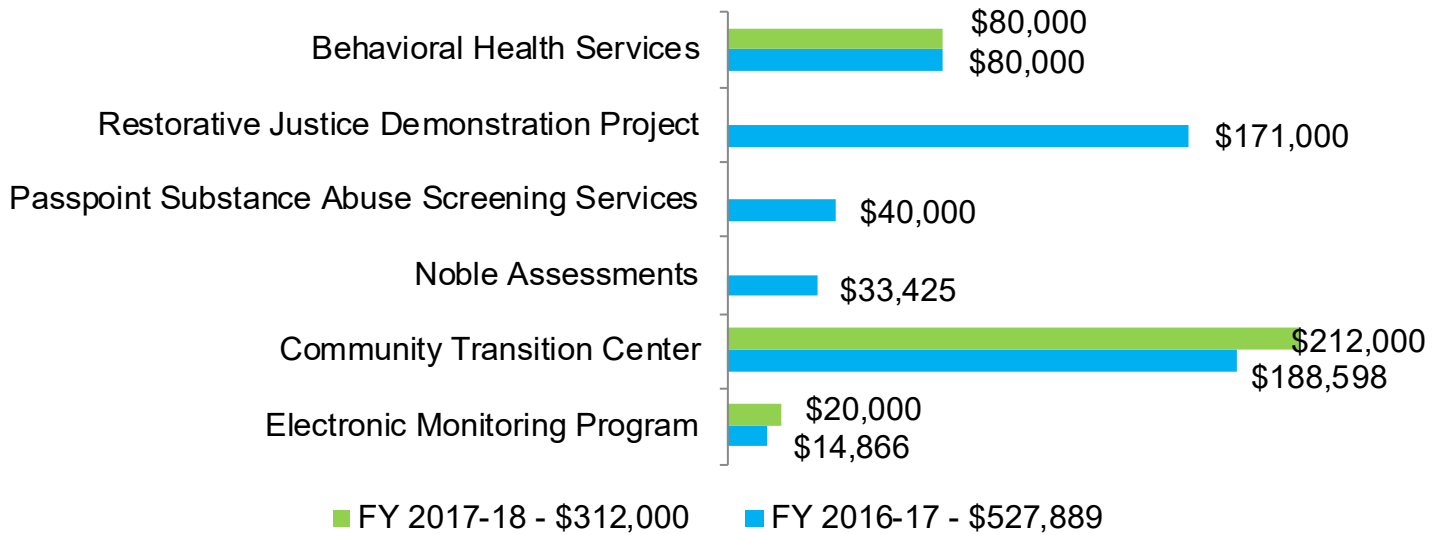 Behavioral Health Services
$80,000
$80,000
Restorative Justice Demonstration Project
$171,000
Passpoint Substance Abuse Screening Services
$40,000
Noble Assessments
$33,425
Community Transition Center
$212,000
$188,598
Electronic Monitoring Program
$20,000
$14,866
FY 2017-18 - $312,000
FY 2016-17 - $527,889